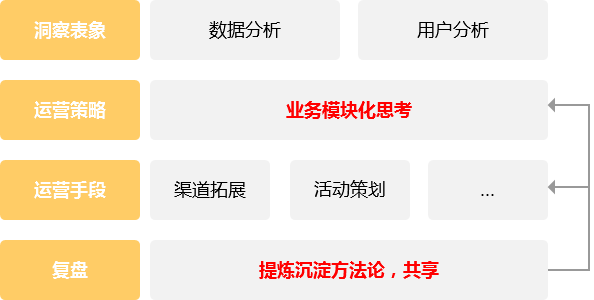 洞察表象 数据分析 用户分析
运营策略 业务模块化思考
运营手段 渠道拓展 活动策划 ...
复盘 提炼沉淀方法论，共享